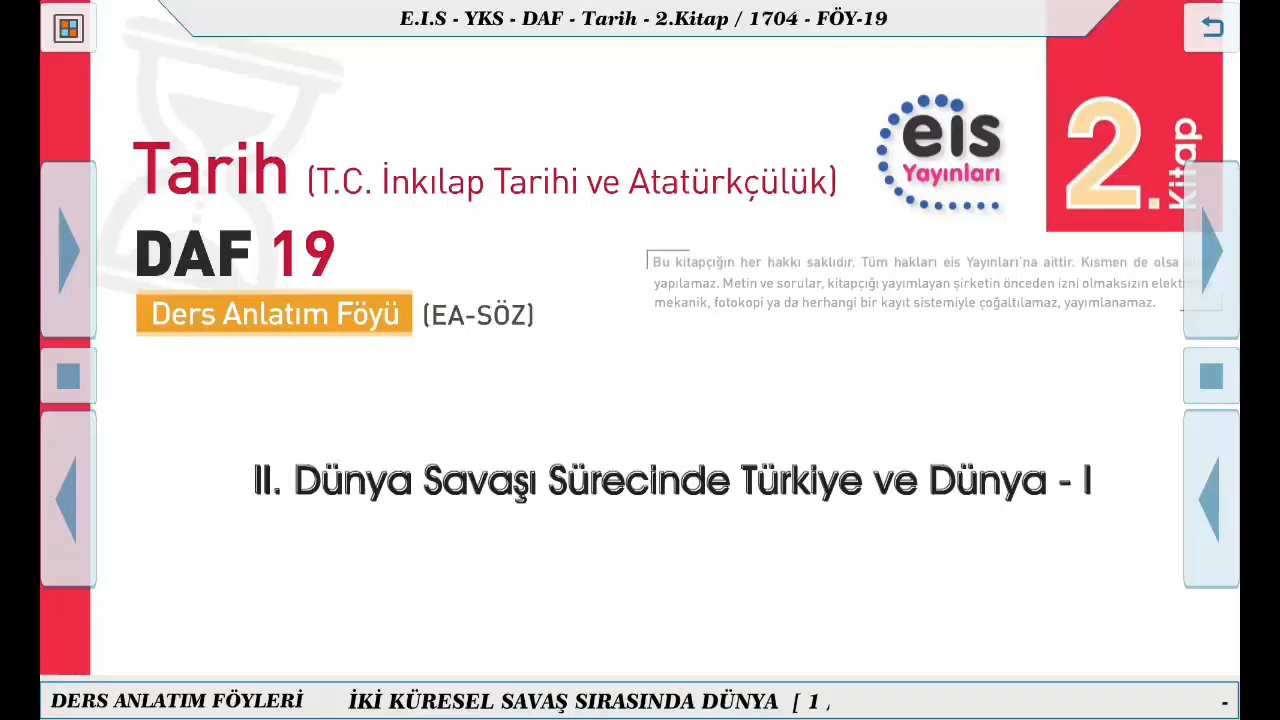 E.I.S - YKS - DAF - Tarih - 2.Kitap / 1704 - FÖY-19
2.
Kitap
eis
Yayınları
Tarih (T.C. İnkılap Tarihi ve Atatürkçülük)
DAF 19
Ders Anlatım Föyü (EA-SÖZ)
Bu kitapçığın her hakkı saklıdır. Tüm hakları eis Yayınları'na aittir. Kısmen de olsa
yapılamaz. Metin ve sorular, kitapçığı yayımlayan şirketin önceden izni olmaksızın
mekanik, fotokopi ya da herhangi bir kayıt sistemiyle çoğaltılamaz, yayımlanamaz.
II. Dünya Savaşı Sürecinde Türkiye ve Dünya - I
DERS ANLATIM FÖYLERİ İKİ KÜRESEL SAVAŞ SIRASINDA DÜNYA [ 1 , -